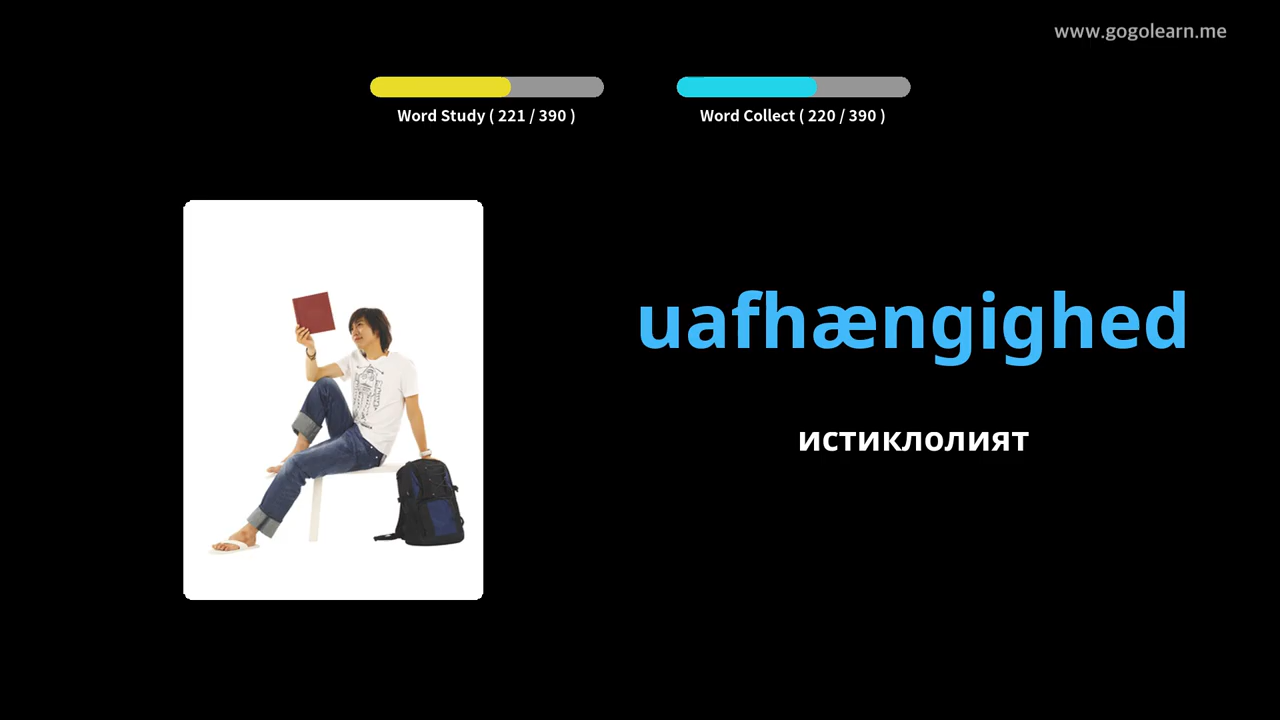 www.gogolearn.me
Word Study ( 221 / 390 )
Word Collect ( 220 / 390 )
uafhængighed
истиклолият